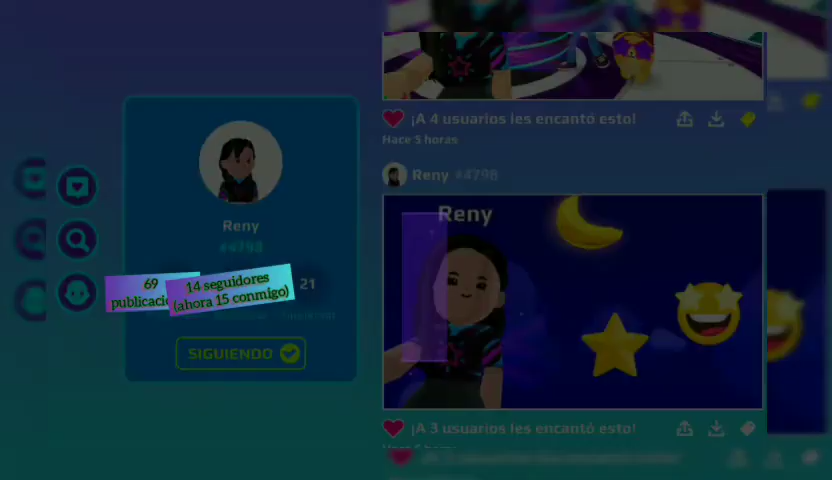 ¡A 4 usuarios les encantó esto!
Hace 5 horas
Reny #4798
Reny
#4798
Reny
69
publicaci
14 seguidores
(ahora 15 conmigo)
21
SIGUIENDO
¡A 3 usuarios les encantó esto!